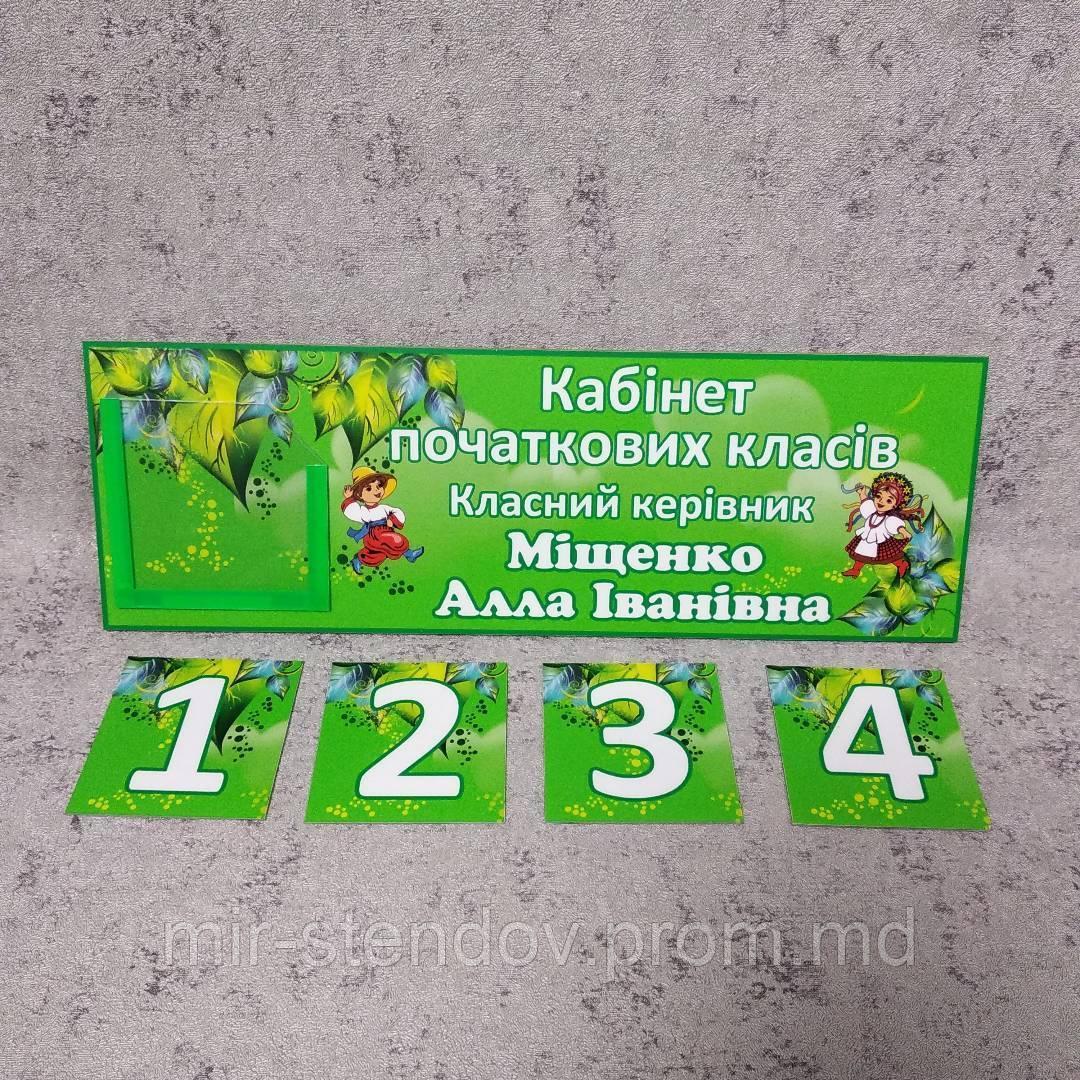 Кабінет
початкових класів
Класний керівник
Міщенко
Алла Іванівна
1 2 3 4
mir-stendov.prom.md